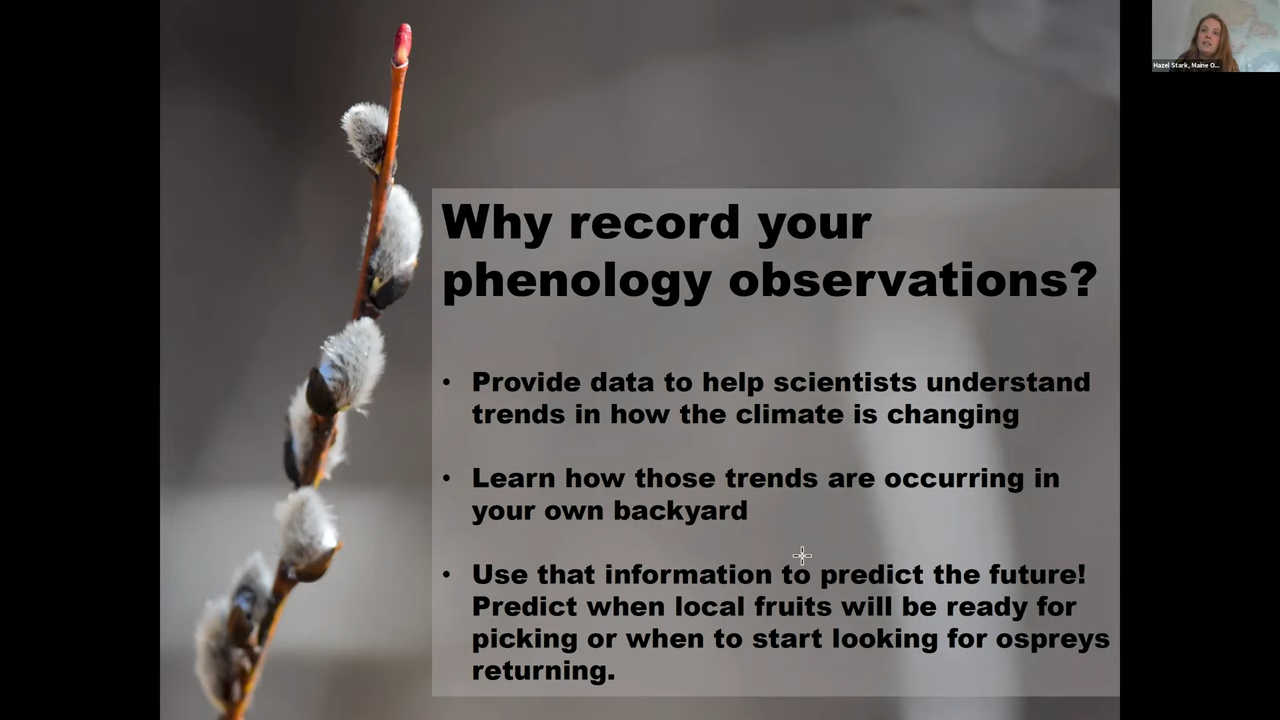 Hazel Stark, Maine O...
Why record your
phenology observations?
• Provide data to help scientists understand
trends in how the climate is changing
• Learn how those trends are occurring in
your own backyard
• Use that information to predict the future!
Predict when local fruits will be ready for
picking or when to start looking for ospreys
returning.